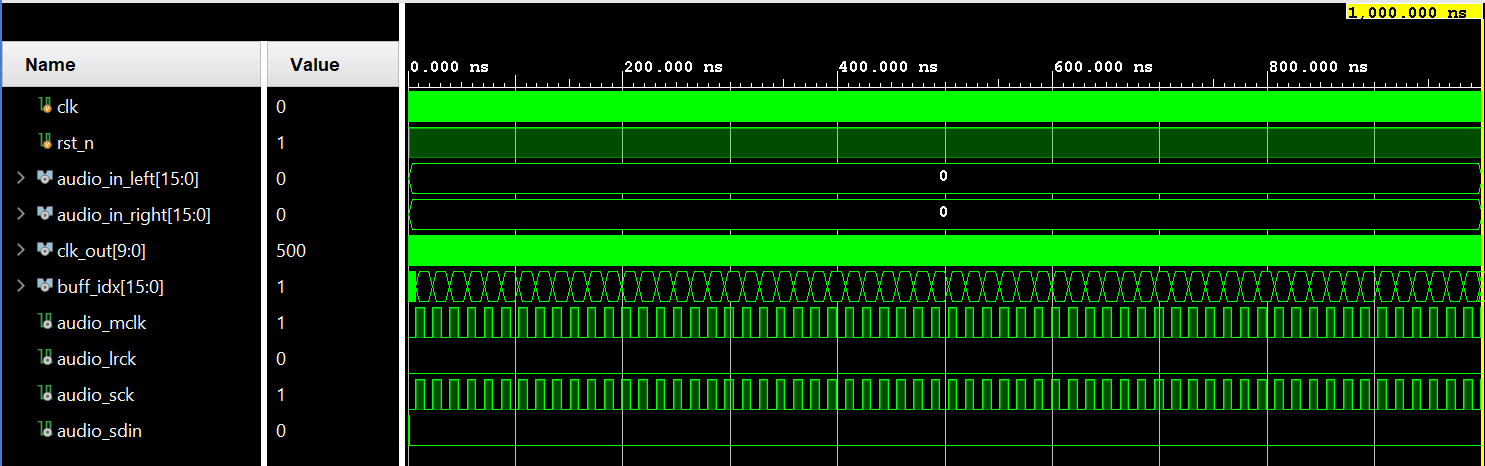 1,000.000 ns
Name Value
0.000 ns 200.000 ns 400.000 ns 600.000 ns 800.000 ns
clk 0
rst_n 1
audio_in_left[15:0] 0 0
audio_in_right[15:0] 0 0
clk_out[9:0] 500
buff_idx[15:0] 1
audio_mclk 1
audio_lrck 0
audio_sck 1
audio_sdin 0